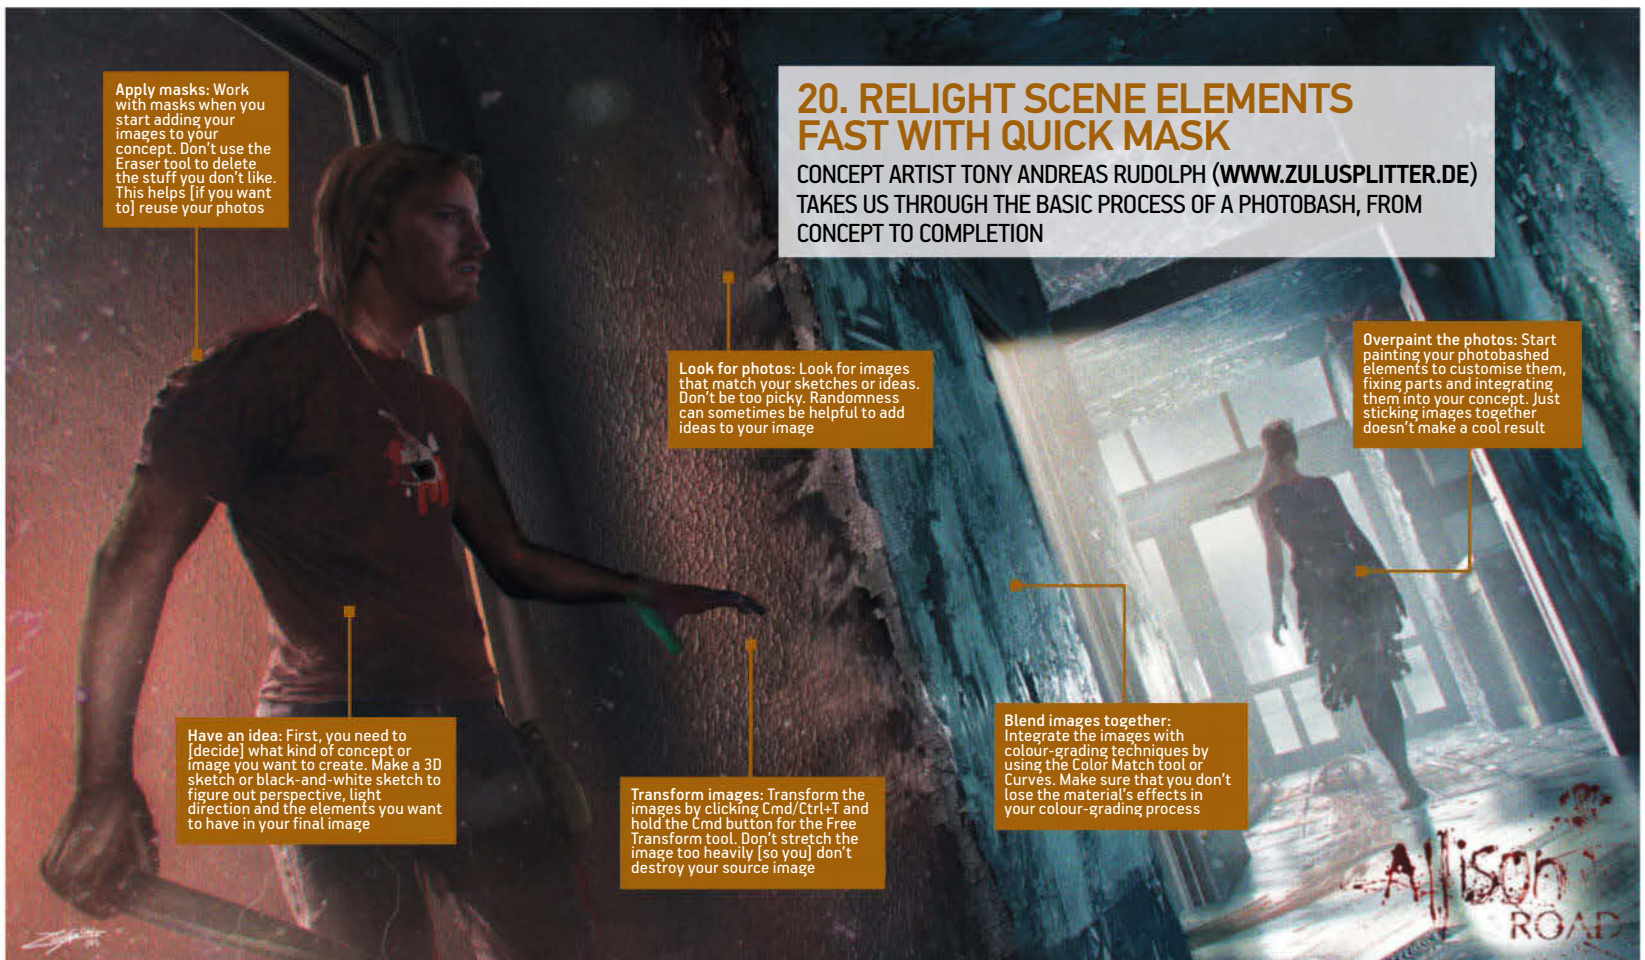 20. RELIGHT SCENE ELEMENTS
FAST WITH QUICK MASK
CONCEPT ARTIST TONY ANDREAS RUDOLPH (WWW.ZULUSPLITTER.DE)
TAKES US THROUGH THE BASIC PROCESS OF A PHOTOBASH, FROM
CONCEPT TO COMPLETION
Apply masks: Work
with masks when you
start adding your
images to your
concept. Don't use the
Eraser tool to delete
the stuff you don't like.
This helps [if you want
to] reuse your photos
Look for photos: Look for images
that match your sketches or ideas.
Don't be too picky. Randomness
can sometimes be helpful to add
ideas to your image
Overpaint the photos: Start
painting your photobashed
elements to customise them,
fixing parts and integrating
them into your concept. Just
sticking images together
doesn't make a cool result
Have an idea: First, you need to
[decide] what kind of concept or
image you want to create. Make a 3D
sketch or black-and-white sketch to
figure out perspective, light
direction and the elements you want
to have in your final image
Transform images: Transform the
images by clicking Cmd/Ctrl+T and
hold the Cmd button for the Free
Transform tool. Don't stretch the
image too heavily [so you] don't
destroy your source image
Blend images together:
Integrate the images with
colour-grading techniques by
using the Color Match tool or
Curves. Make sure that you don't
lose the material's effects in
your colour-grading process
Allison
ROAD